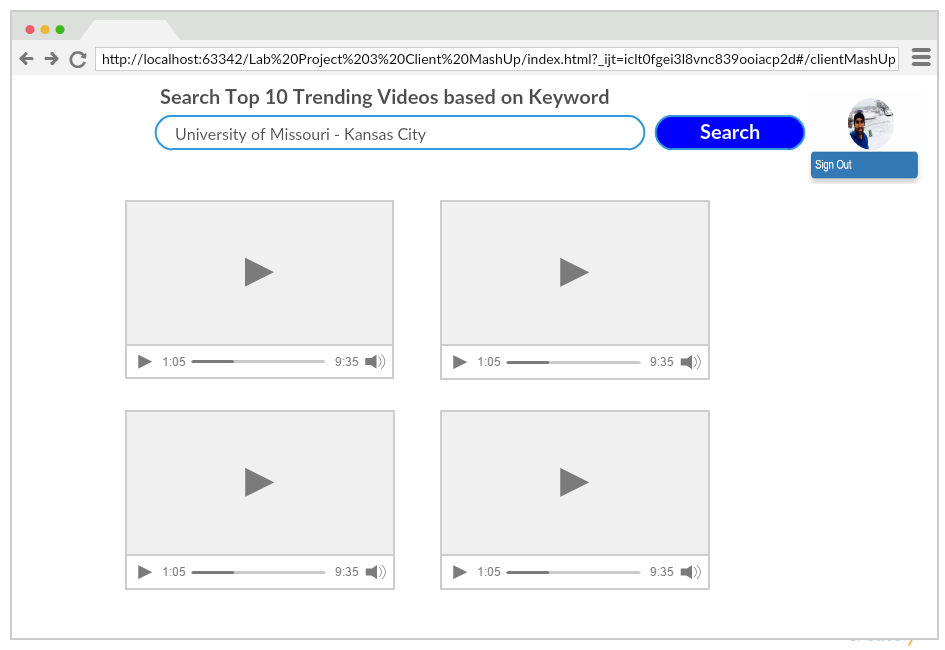 http://localhost:63342/Lab%20Project%203%20Client%20MashUp/index.html?_ijt=iclt0fgei3l8vnc839ooiacp2d#/clientMashUp
Search Top 10 Trending Videos based on Keyword
University of Missouri - Kansas City
Search
Sign Out
1:05 9:35
1:05 9:35
1:05 9:35
1:05 9:35